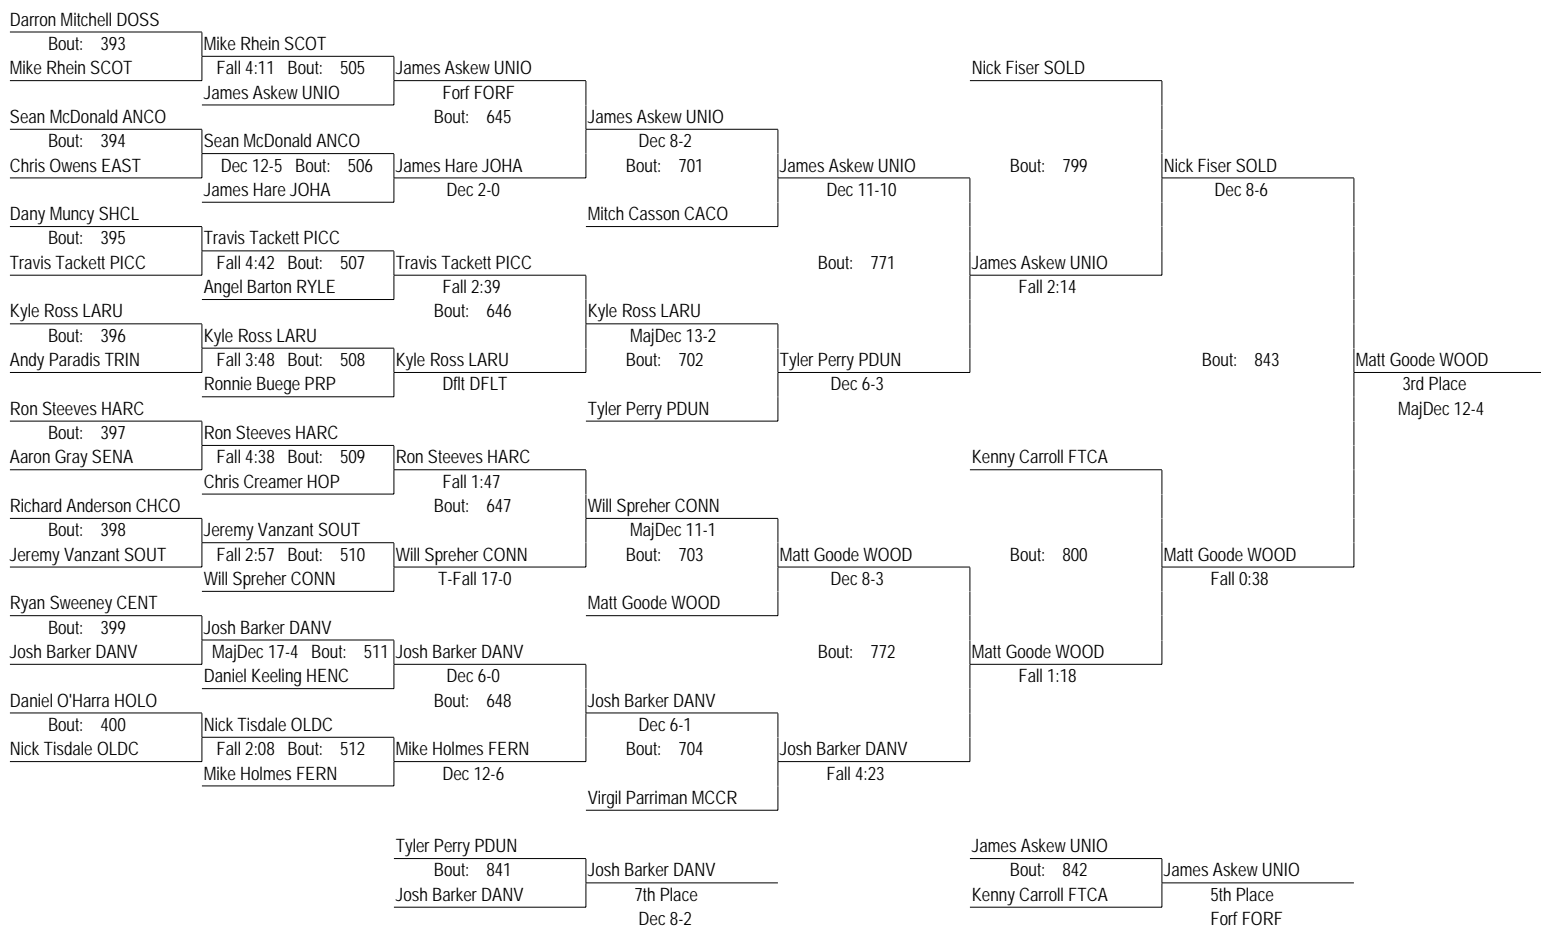 Darron Mitchell DOSS
Bout: 393 Mike Rhein SCOT
Mike Rhein SCOT Fall 4:11 Bout: 505 James Askew UNIO Nick Fiser SOLD
James Askew UNIO Forf FORF
Sean McDonald ANCO Bout: 645 James Askew UNIO
Bout: 394 Sean McDonald ANCO Dec 8-2
Chris Owens EAST Dec 12-5 Bout: 506 James Hare JOHA Bout: 701 James Askew UNIO Bout: 799 Nick Fiser SOLD
James Hare JOHA Dec 2-0 Dec 11-10 Dec 8-6
Dany Muncy SHCL Mitch Casson CACO
Bout: 395 Travis Tackett PICC
Travis Tackett PICC Fall 4:42 Bout: 507 Travis Tackett PICC Bout: 771 James Askew UNIO
Angel Barton RYLE Fall 2:39 Fall 2:14
Kyle Ross LARU Bout: 646 Kyle Ross LARU
Bout: 396 Kyle Ross LARU MajDec 13-2
Andy Paradis TRIN Fall 3:48 Bout: 508 Kyle Ross LARU Bout: 702 Tyler Perry PDUN Bout: 843 Matt Goode WOOD
Ronnie Buege PRP Dflt DFLT Dec 6-3 3rd Place
Ron Steeves HARC Tyler Perry PDUN MajDec 12-4
Bout: 397 Ron Steeves HARC
Aaron Gray SENA Fall 4:38 Bout: 509 Ron Steeves HARC Kenny Carroll FTCA
Chris Creamer HOP Fall 1:47
Richard Anderson CHCO Bout: 647 Will Spreher CONN
Bout: 398 Jeremy Vanzant SOUT MajDec 11-1
Jeremy Vanzant SOUT Fall 2:57 Bout: 510 Will Spreher CONN Bout: 703 Matt Goode WOOD Bout: 800 Matt Goode WOOD
Will Spreher CONN T-Fall 17-0 Dec 8-3 Fall 0:38
Ryan Sweeney CENT Matt Goode WOOD
Bout: 399 Josh Barker DANV
Josh Barker DANV MajDec 17-4 Bout: 511 Josh Barker DANV Bout: 772 Matt Goode WOOD
Daniel Keeling HENC Dec 6-0 Fall 1:18
Daniel O'Harra HOLO Bout: 648 Josh Barker DANV
Bout: 400 Nick Tisdale OLDC Dec 6-1
Nick Tisdale OLDC Fall 2:08 Bout: 512 Mike Holmes FERN Bout: 704 Josh Barker DANV
Mike Holmes FERN Dec 12-6 Fall 4:23
Virgil Parriman MCCR
Tyler Perry PDUN James Askew UNIO
Bout: 841 Josh Barker DANV Bout: 842 James Askew UNIO
Josh Barker DANV 7th Place Kenny Carroll FTCA 5th Place
Dec 8-2 Forf FORF